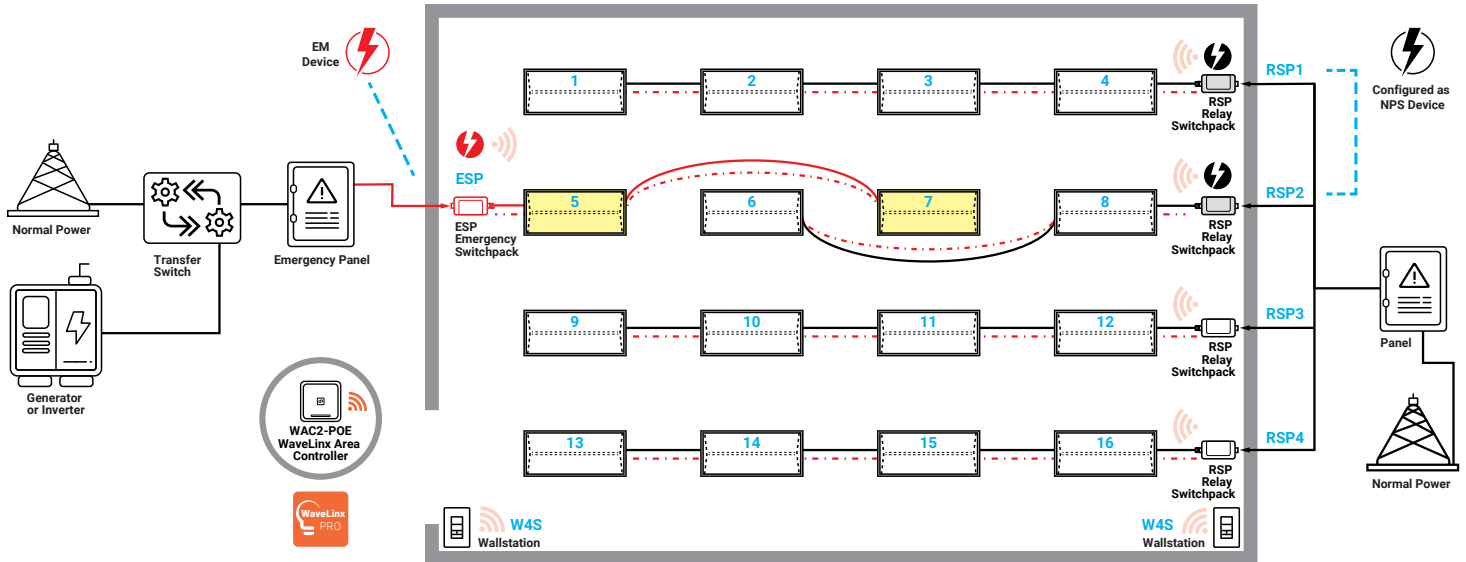 EM
Device
Normal Power
Transfer
Switch
Emergency Panel
Generator
or Inverter
WAC2-POE
WaveLinx Area
Controller
WaveLinx
PRO
ESP
ESP
Emergency
Switchpack
1
2
3
4
RSP
Relay
Switchpack
RSP1
5
6
7
8
RSP
Relay
Switchpack
RSP2
9
10
11
12
RSP
Relay
Switchpack
RSP3
13
14
15
16
RSP
Relay
Switchpack
RSP4
W4S
Wallstation
W4S
Wallstation
Configured as
NPS Device
Panel
Normal Power